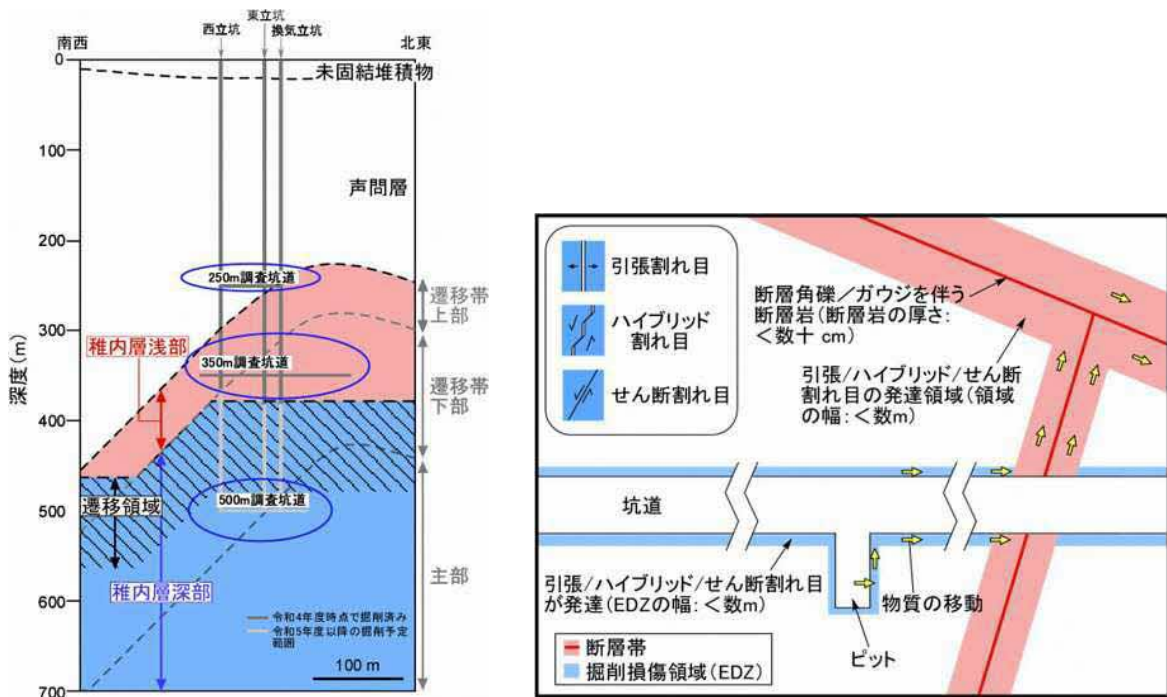 南西
西立坑
東立坑
換気立坑
北東
0
100
200
300
400
500
600
700
深度(m)
未固結堆積物
声問層
250m調査坑道
稚内層浅部
350m調査坑道
遷移領域
500m調査坑道
稚内層深部
遷移帯
上部
遷移帯
下部
主部
令和4年度時点で掘削済み
令和5年度以降の掘削予定
範囲
100 m
引張割れ目
ハイブリッド
割れ目
せん断割れ目
断層角礫/ガウジを伴う
断層岩(断層岩の厚さ:
<数十 cm)
引張/ハイブリッド/せん断
割れ目の発達領域(領域
の幅:<数m)
坑道
引張/ハイブリッド/せん断割れ目
が発達(EDZの幅:<数m)
物質の移動
ピット
断層帯
掘削損傷領域(EDZ)